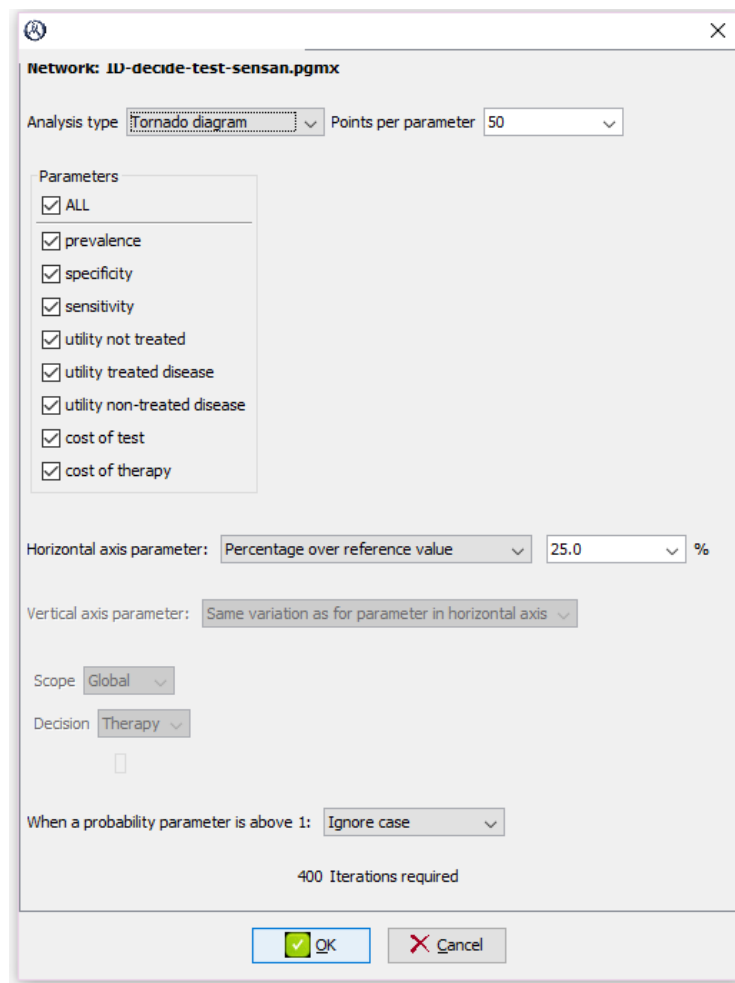 Network: ID-decide-test-sensan.pgmx
Analysis type Tornado diagram Points per parameter 50
Parameters
ALL
prevalence
specificity
sensitivity
utility not treated
utility treated disease
utility non-treated disease
cost of test
cost of therapy
Horizontal axis parameter: Percentage over reference value 25.0 %
Vertical axis parameter: Same variation as for parameter in horizontal axis
Scope Global
Decision Therapy
When a probability parameter is above 1: Ignore case
400 Iterations required
OK Cancel